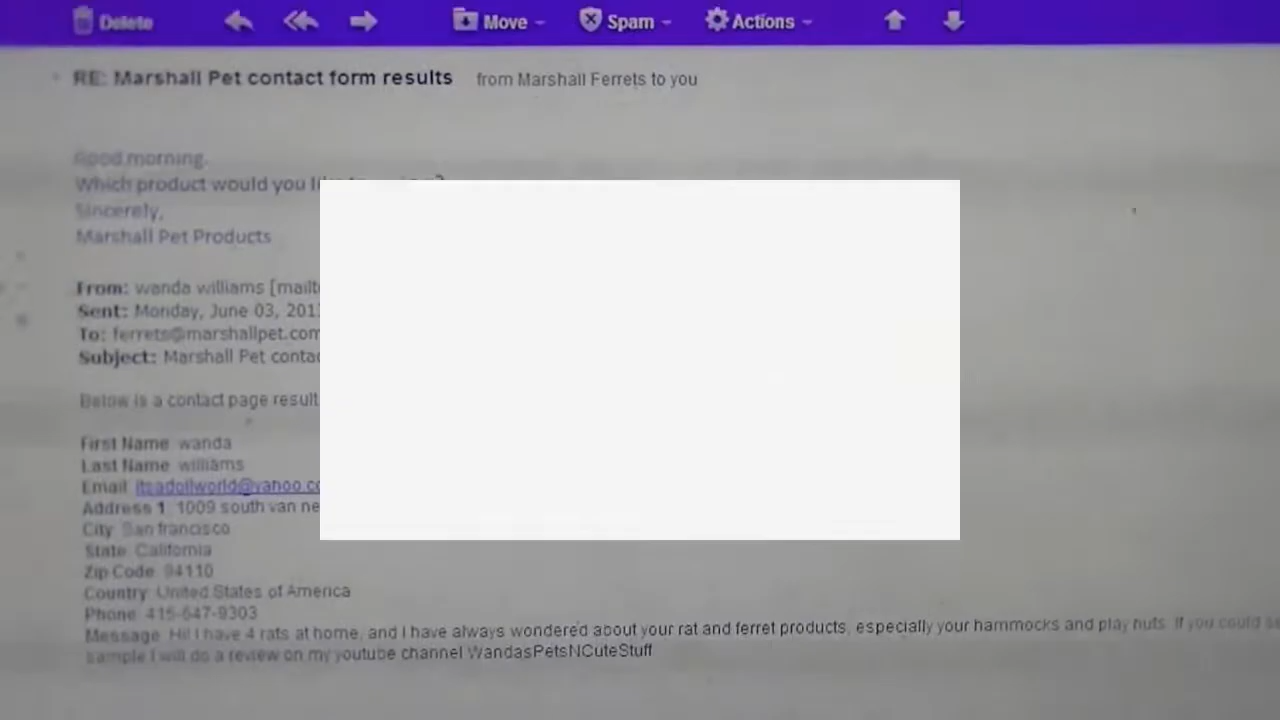 Delete Move Spam Actions
RE: Marshall Pet contact form results from Marshall Ferrets to you
Good morning.
Which product would you
Sincerely,
Marshall Pet Products
From: wanda williams
Sent: Monday, June 03,
To: ferrets@marshallpet.com
Subject: Marshall Pet
Below is a contact page
First Name: wanda
Last Name: williams
Email: itsadollworld@yahoo.
Address 1: 1009 south van
City: San francisco
State: California
Zip Code: 94110
Country: United States of America
Phone: 415-647-9303
Message: Hi! I have 4 rats at home, and I have always wondered about your rat and ferret products, especially your hammocks and play nuts. If you could
sample I will do a review on my youtube channel WandasPetsNCuteStuff